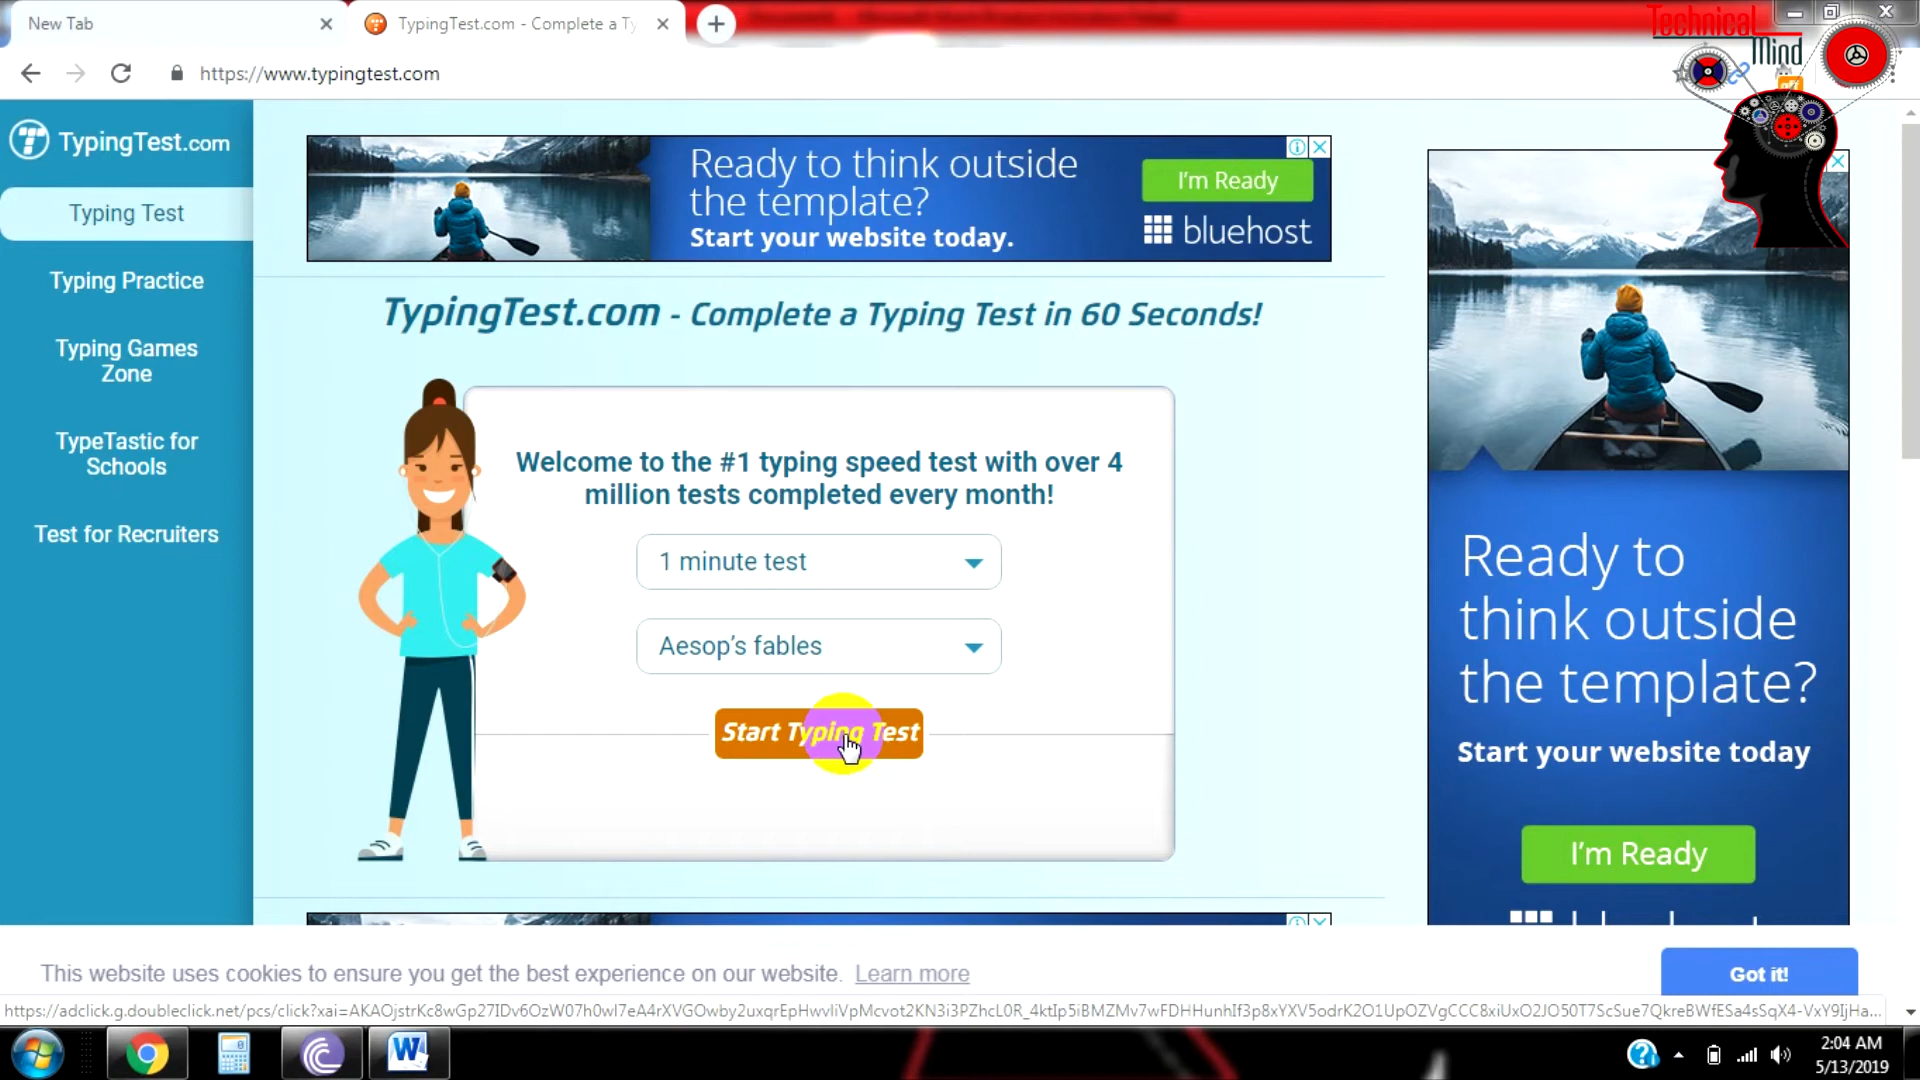 New Tab
TypingTest.com - Complete a Ty
Technical
Mind
https://www.typingtest.com
off
TypingTest.com
Typing Test
Typing Practice
Typing Games
Zone
TypeTastic for
Schools
Test for Recruiters
Ready to think outside
the template?
Start your website today.
I'm Ready
bluehost
TypingTest.com - Complete a Typing Test in 60 Seconds!
Welcome to the #1 typing speed test with over 4
million tests completed every month!
1 minute test
Aesop's fables
Start Typing Test
Ready to
think outside
the template?
Start your website today
I'm Ready
This website uses cookies to ensure you get the best experience on our website. Learn more
Got it!
2:04 AM
5/13/2019